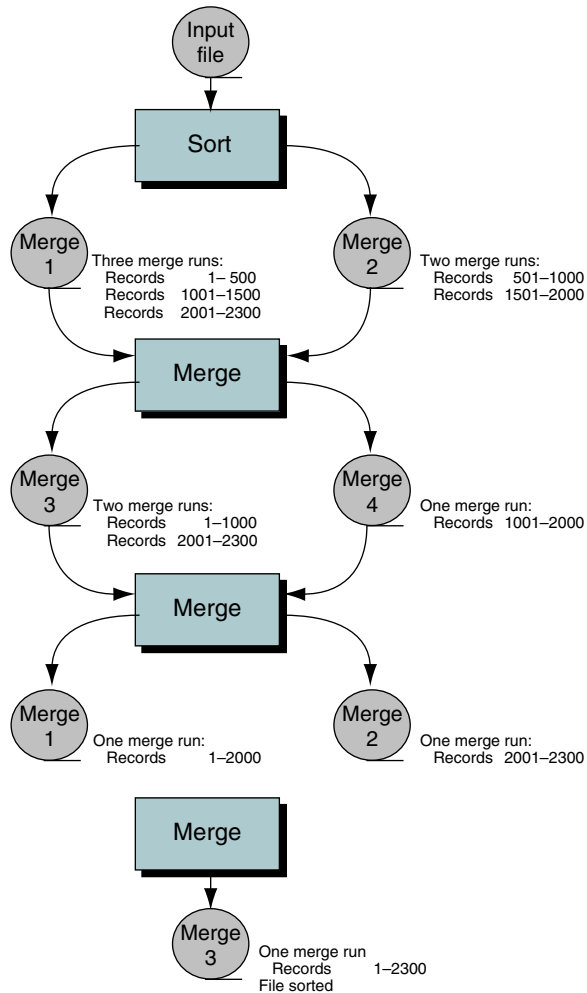 Input
file
Sort
Merge
1
Three merge runs:
Records 1– 500
Records 1001–1500
Records 2001–2300
Merge
2
Two merge runs:
Records 501–1000
Records 1501–2000
Merge
Merge
3
Two merge runs:
Records 1–1000
Records 2001–2300
Merge
4
One merge run:
Records 1001–2000
Merge
Merge
1
One merge run:
Records 1–2000
Merge
2
One merge run:
Records 2001–2300
Merge
Merge
3
One merge run
Records 1–2300
File sorted